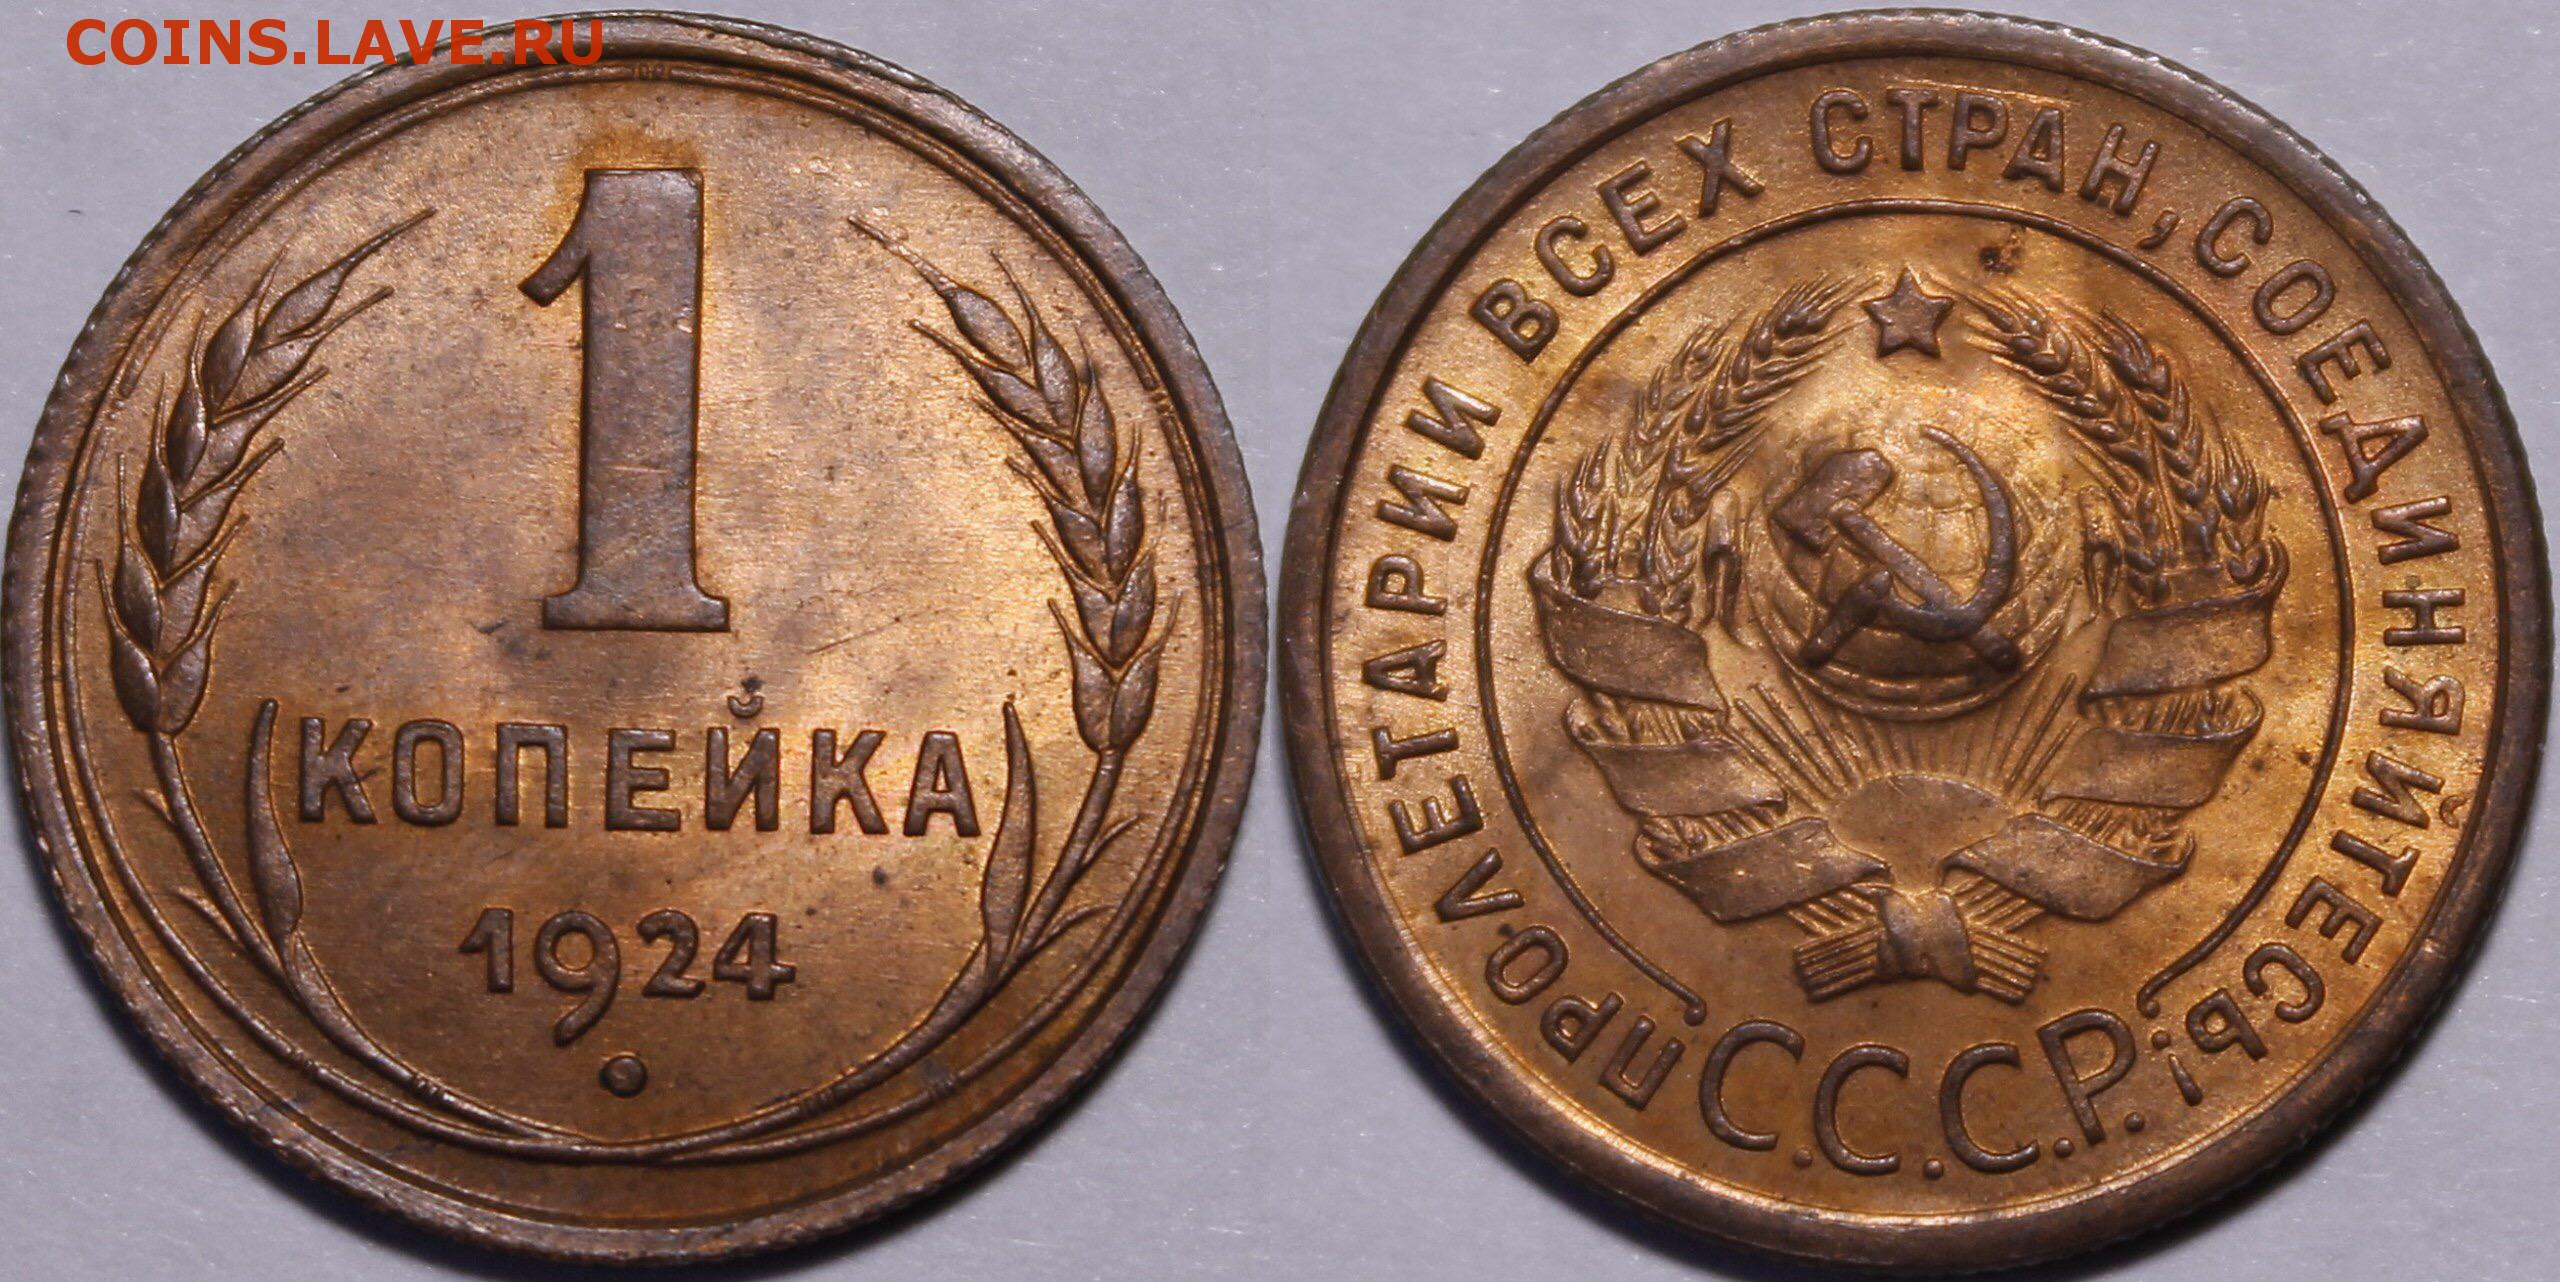 COINS.LAVE.RU
1
КОПЕЙКА
1924
ПРОЛЕТАРИИ ВСЕХ СТРАН, СОЕДИНЯЙТЕСЬ!
С.С.С.Р.